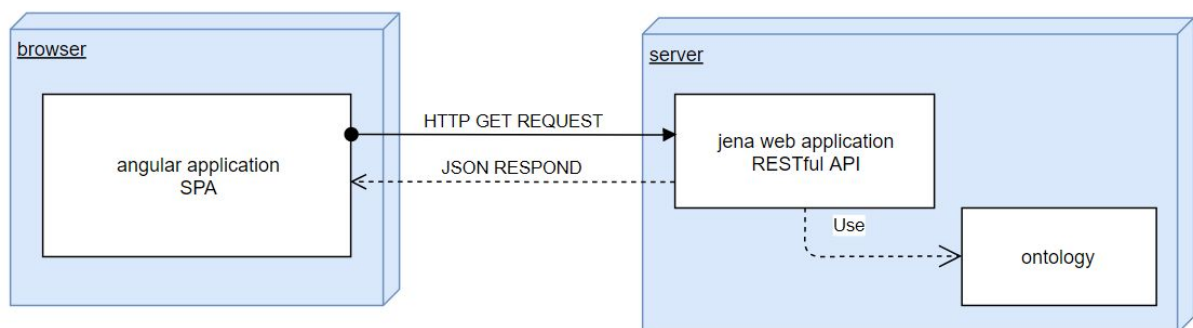 browser
server
angular application
SPA
HTTP GET REQUEST
JSON RESPOND
jena web application
RESTful API
Use
ontology